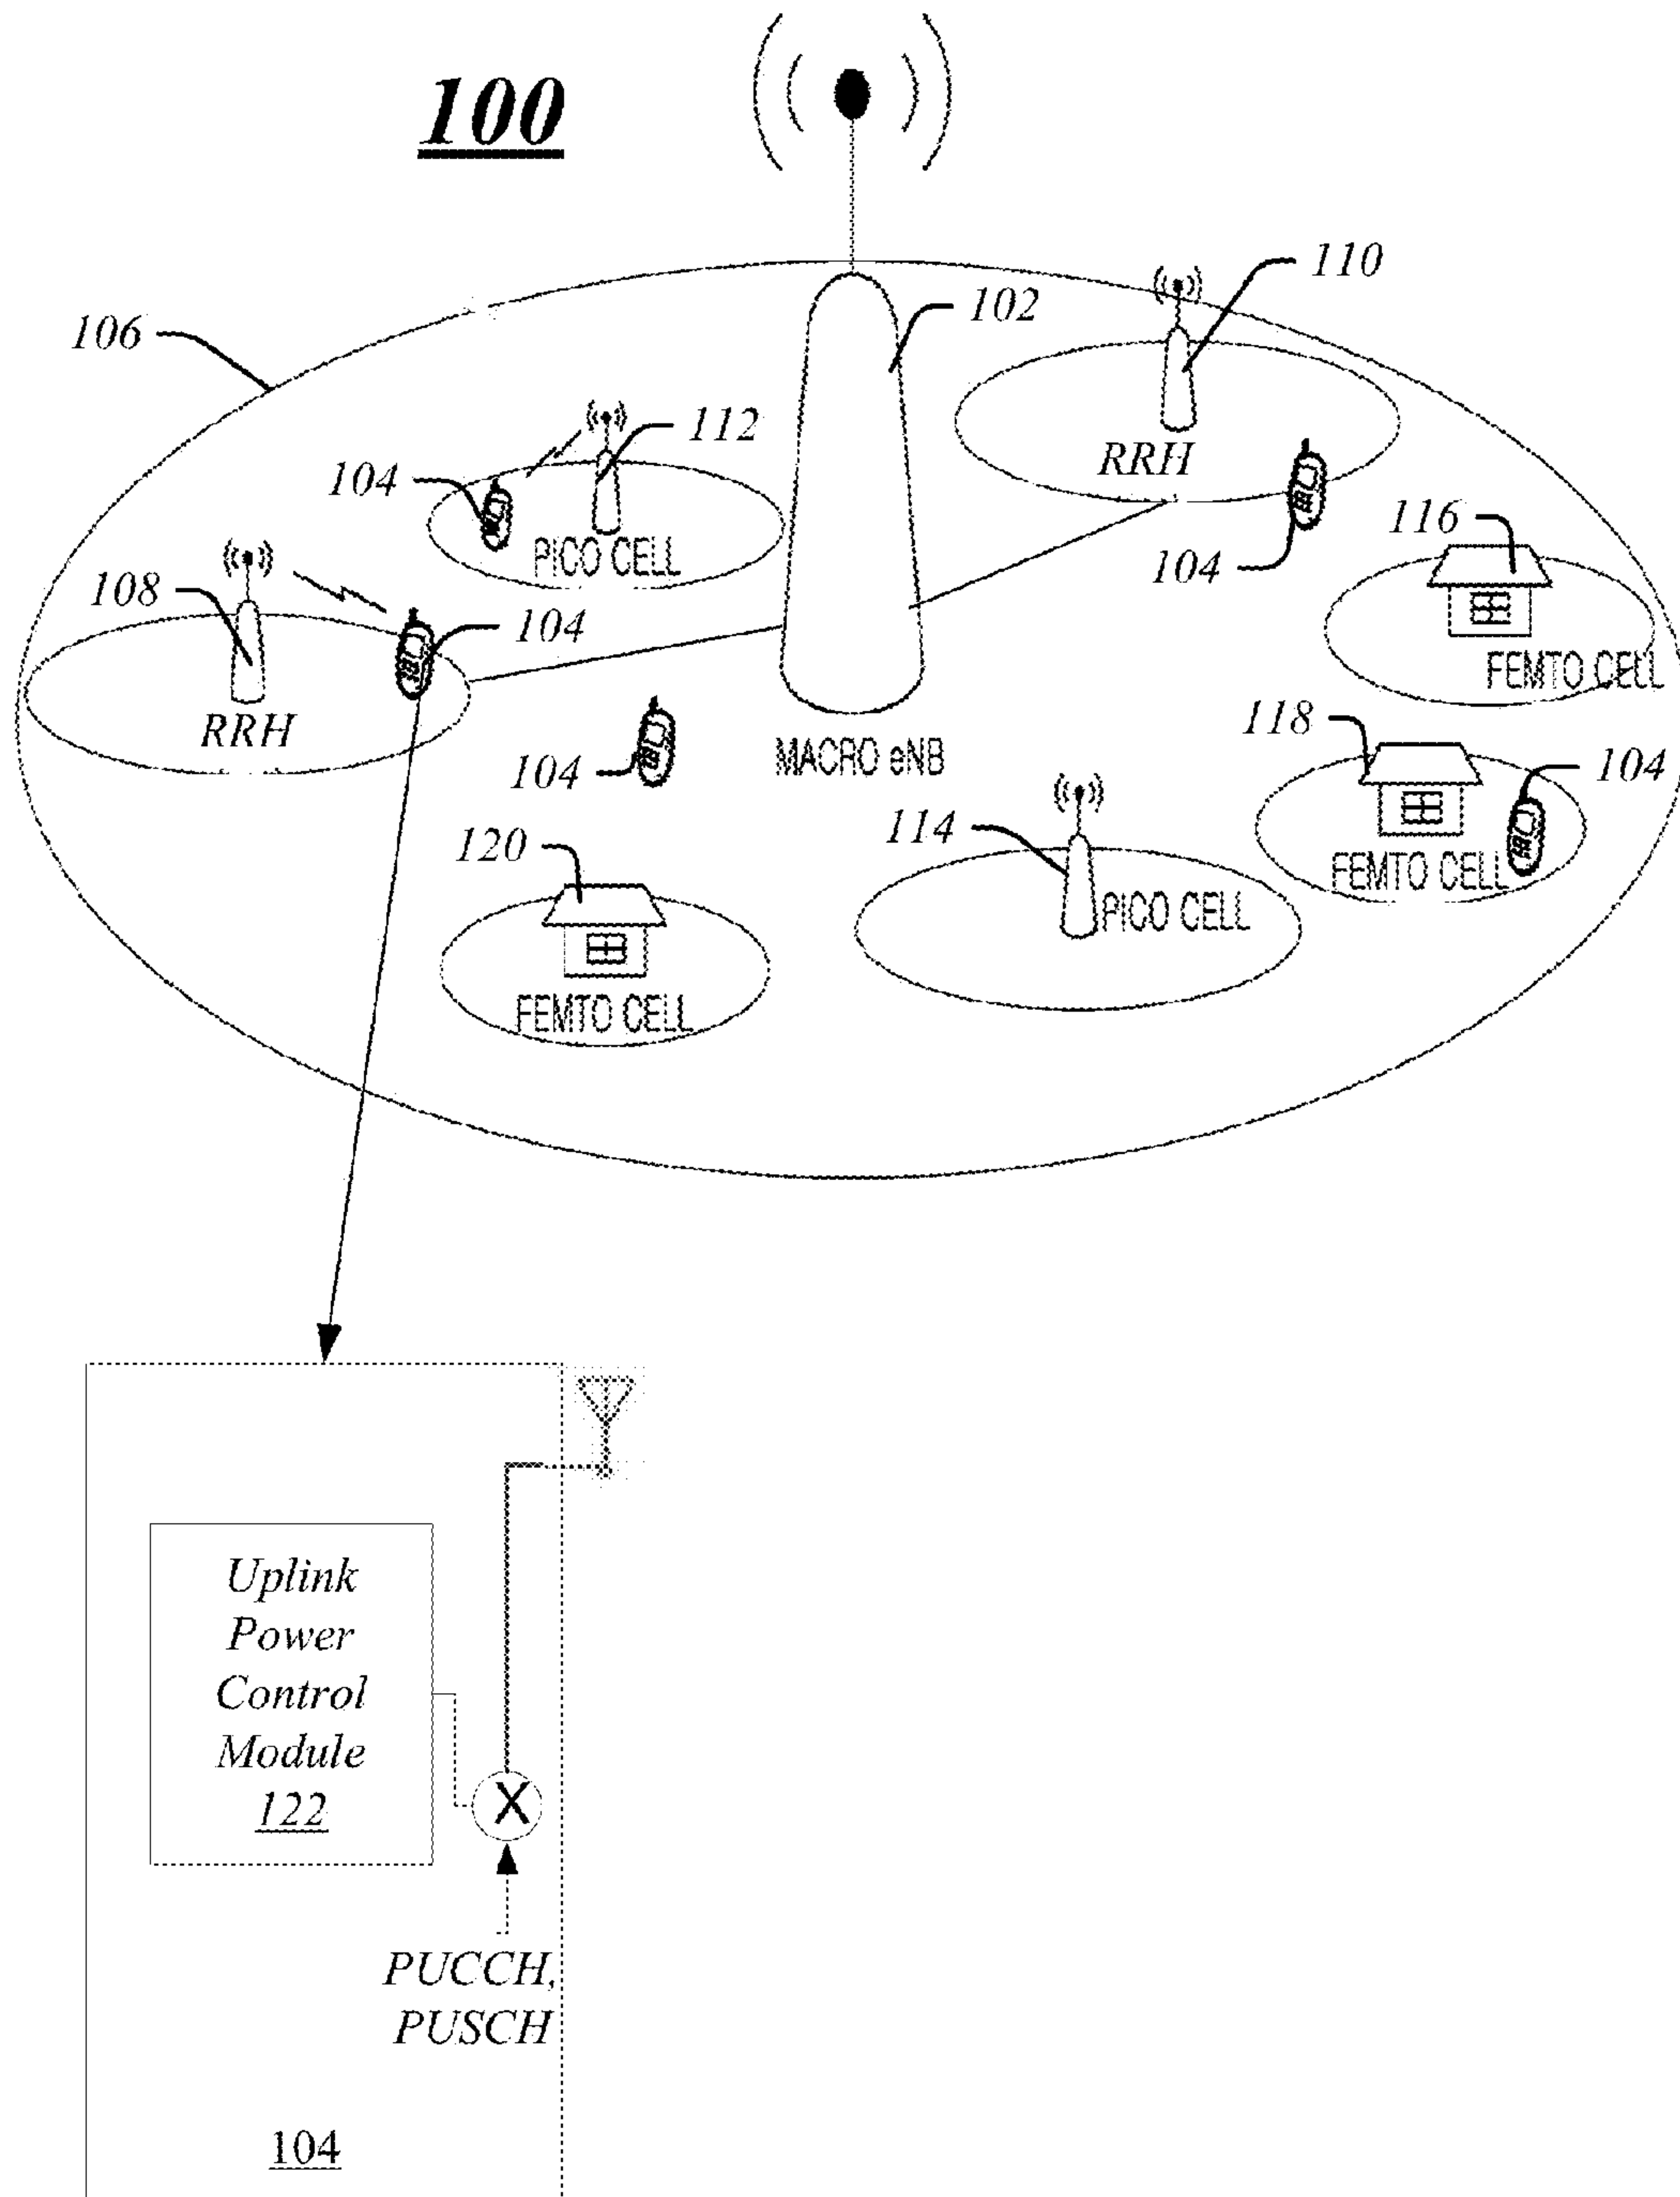 100
110
102
106
112
RRH
104
116
104
PICO CELL
108
104
FEMTO CELL
RRH
118
104
MACRO eNB
104
114
120
FEMTO CELL
PICO CELL
FEMTO CELL
Uplink
Power
Control
Module
122
X
PUCCH,
PUSCH
104